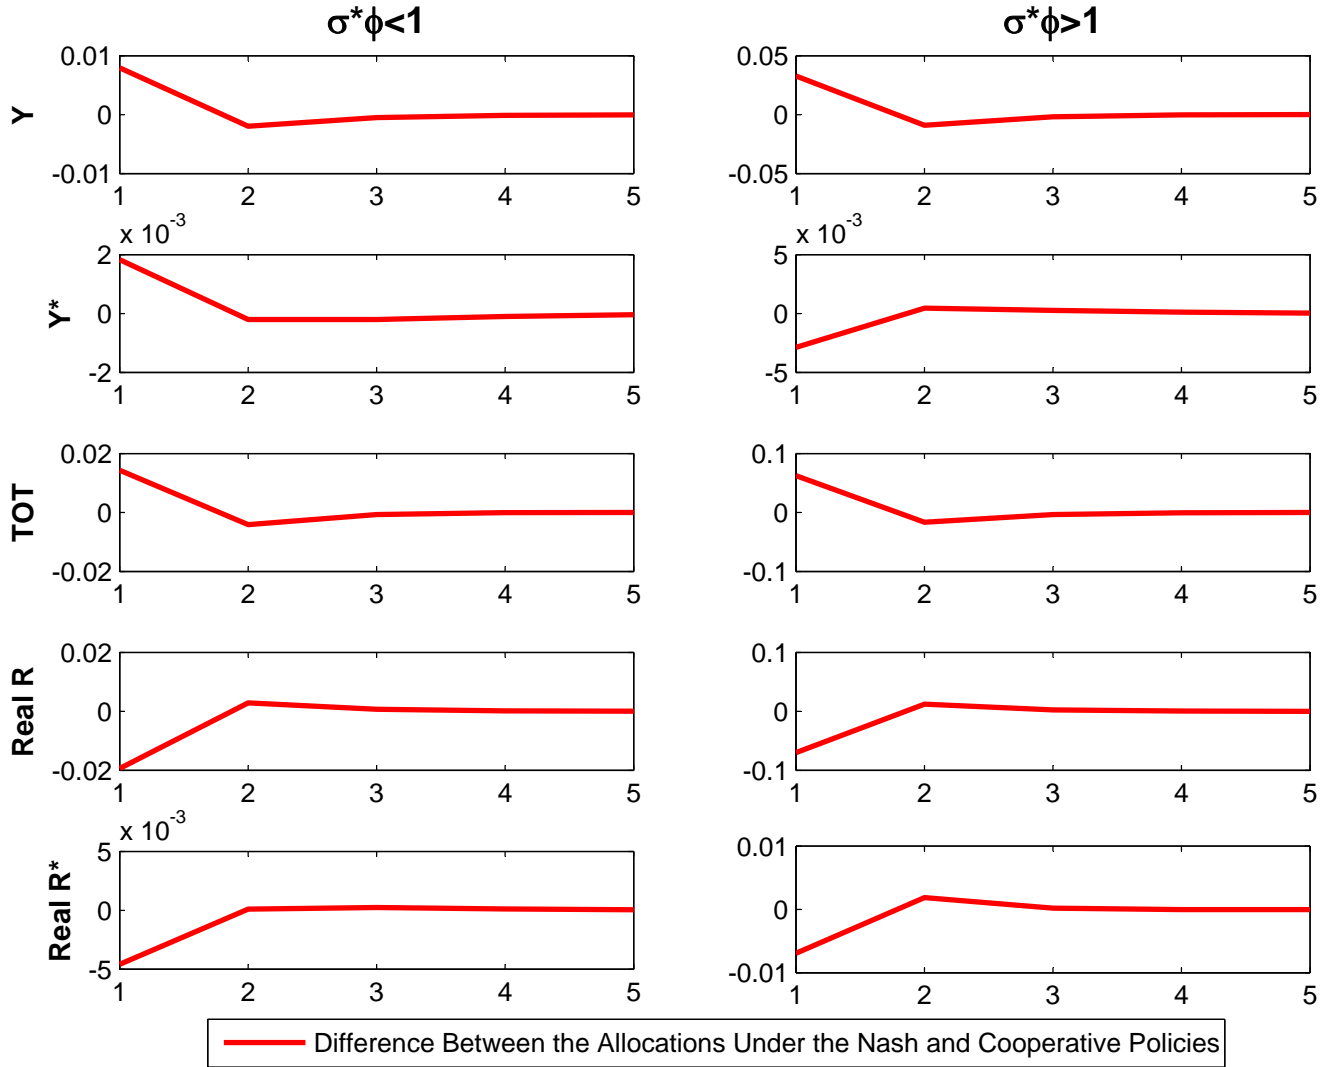 σ*ϕ<1
σ*ϕ>1
Y
0.01
0
-0.01
1 2 3 4 5
0.05
0
-0.05
1 2 3 4 5
Y*
x 10^-3
2
0
-2
1 2 3 4 5
x 10^-3
5
0
-5
1 2 3 4 5
TOT
0.02
0
-0.02
1 2 3 4 5
0.1
0
-0.1
1 2 3 4 5
Real R
0.02
0
-0.02
1 2 3 4 5
0.1
0
-0.1
1 2 3 4 5
Real R*
x 10^-3
5
0
-5
1 2 3 4 5
0.01
0
-0.01
1 2 3 4 5
Difference Between the Allocations Under the Nash and Cooperative Policies